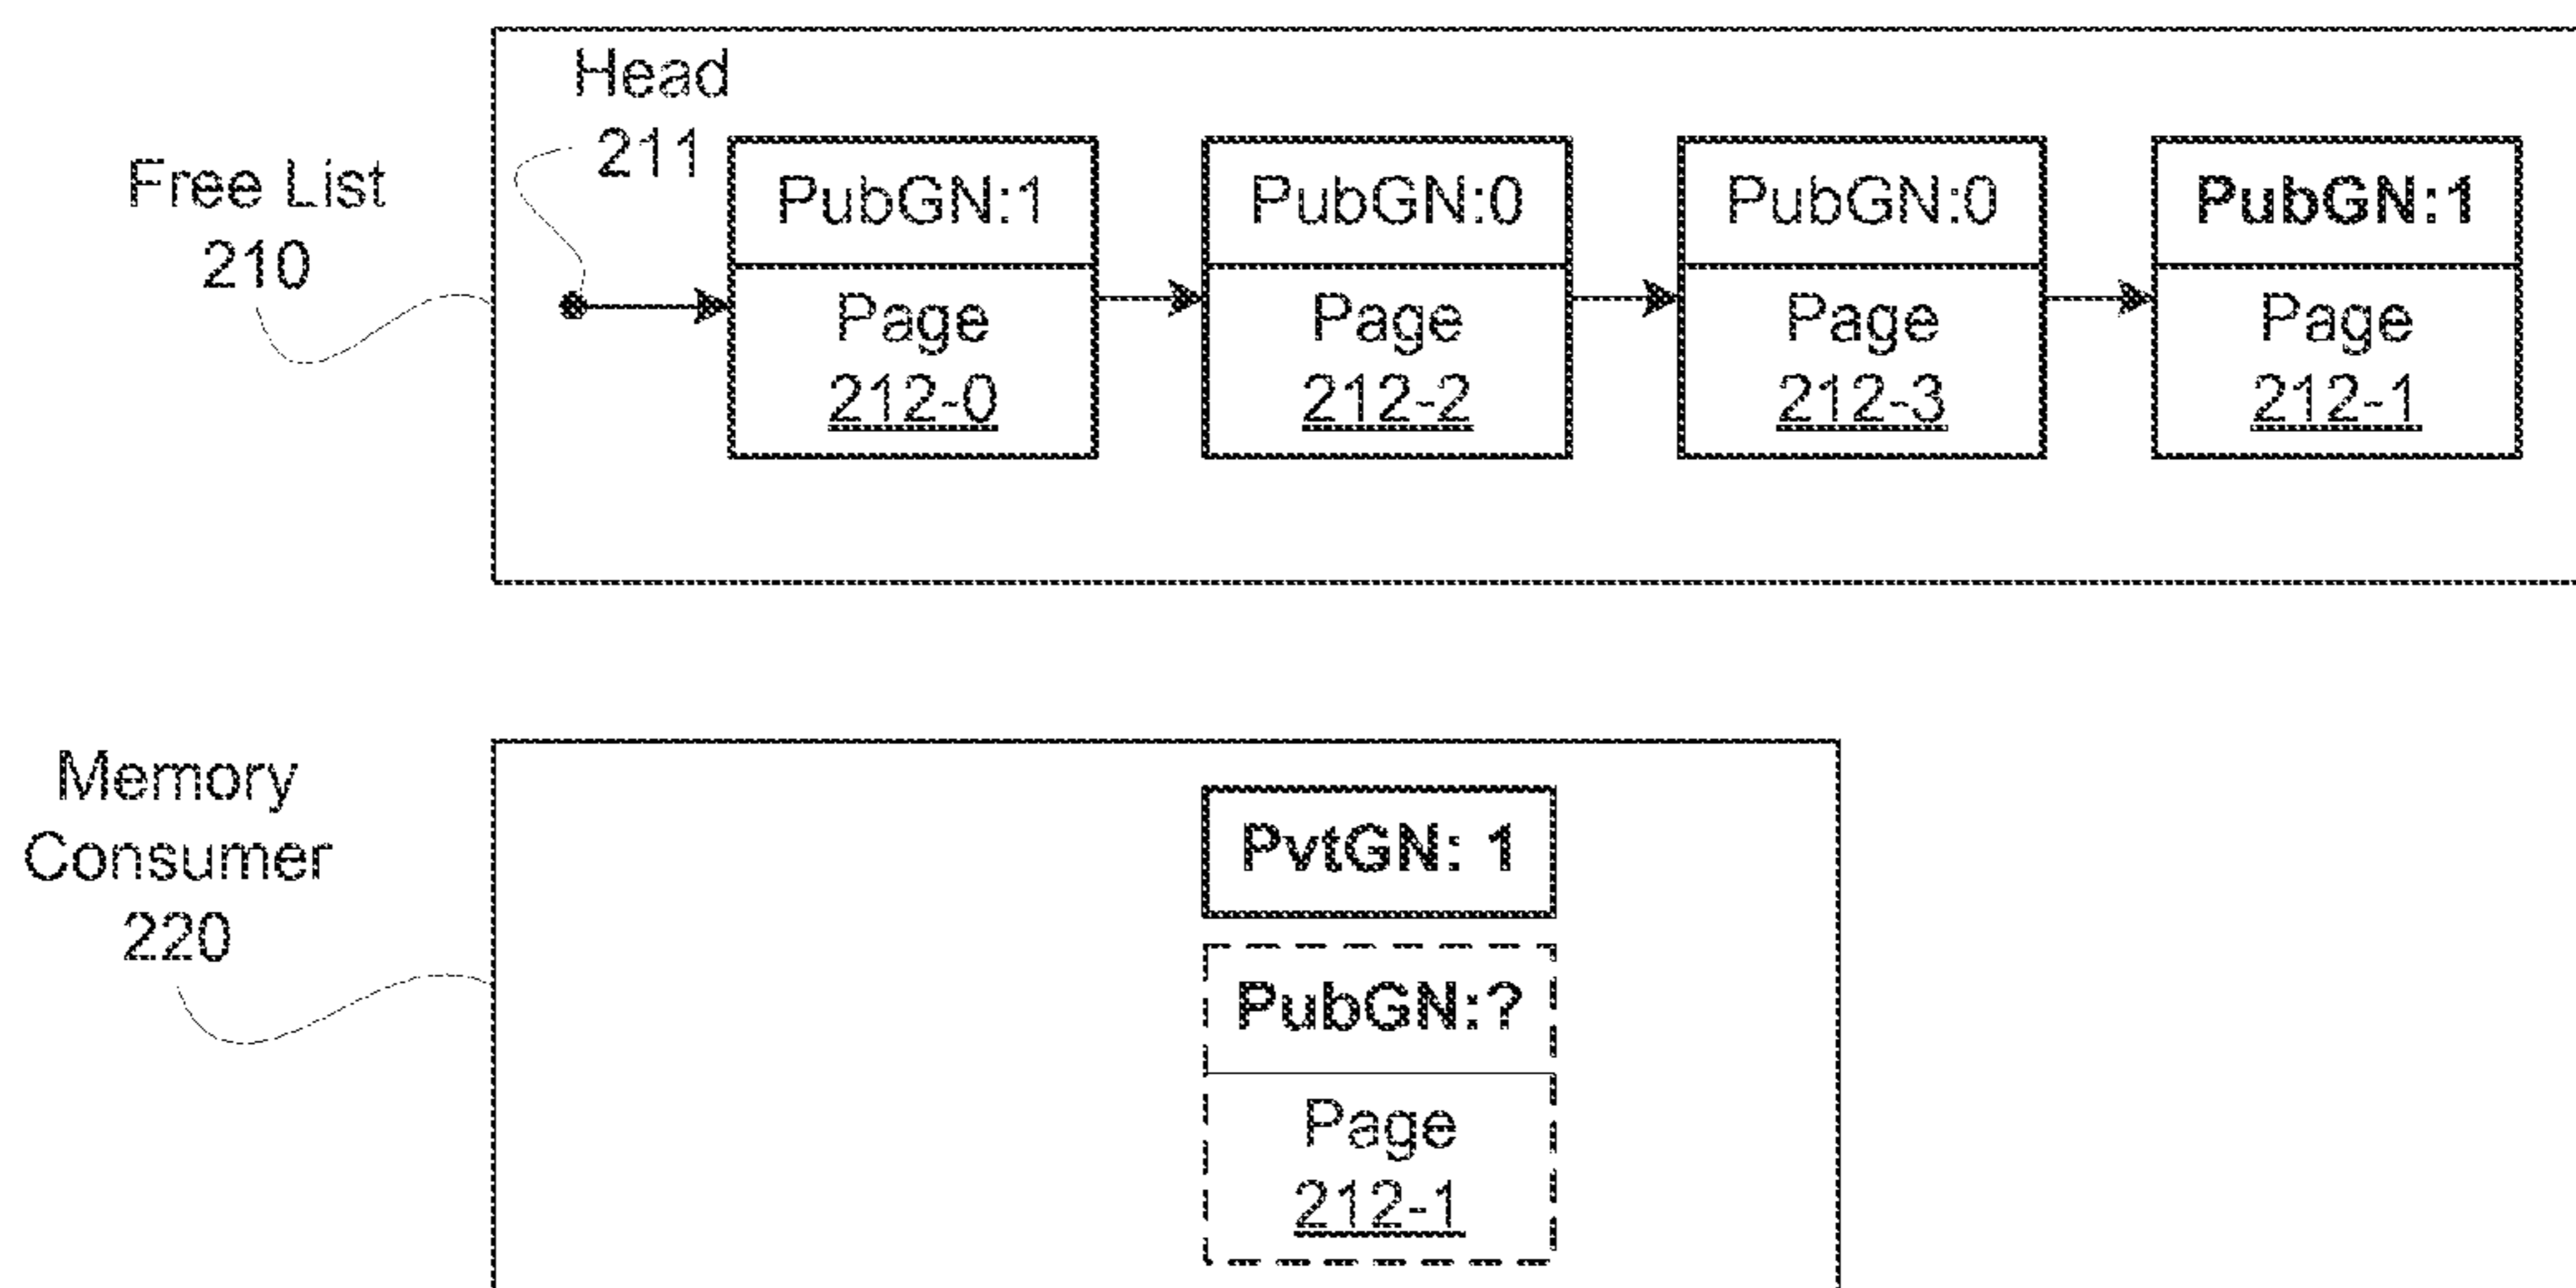 Head
211
Free List
210
PubGN:1
Page
212-0
PubGN:0
Page
212-2
PubGN:0
Page
212-3
PubGN:1
Page
212-1
Memory
Consumer
220
PvtGN: 1
PubGN:?
Page
212-1